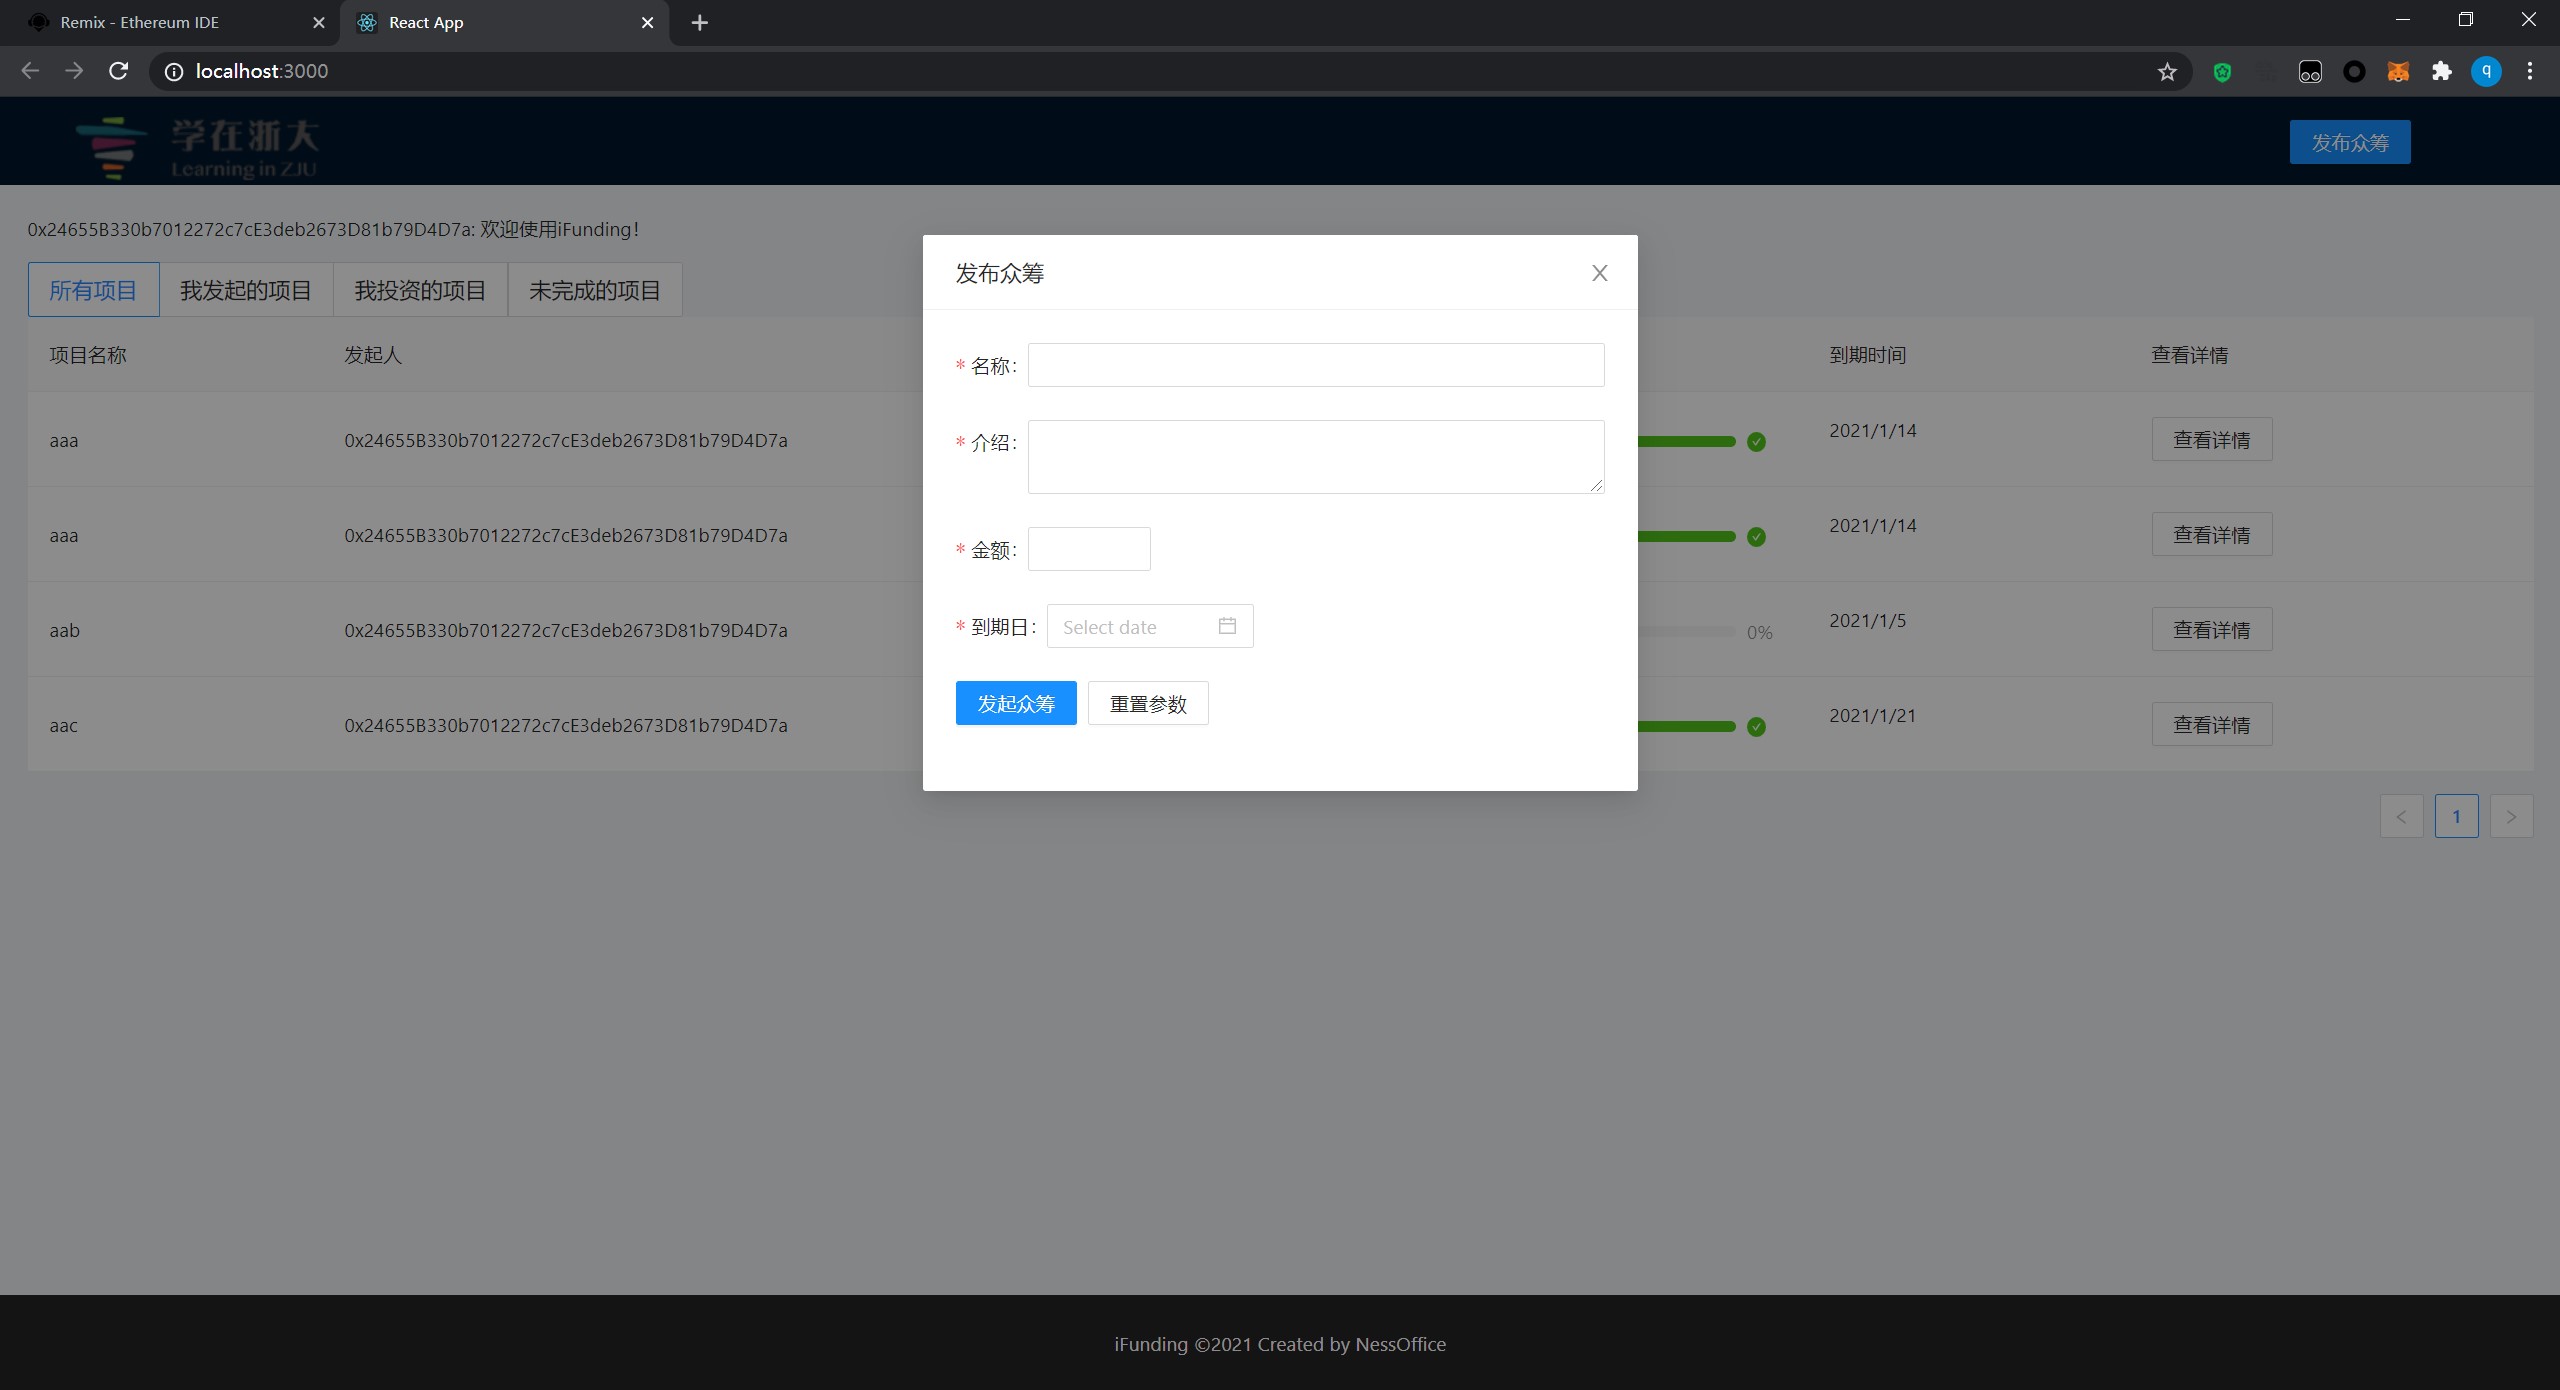 Remix - Ethereum IDE
React App
localhost:3000
q
学在浙大
Learning in ZJU
发布众筹
0x24655B330b7012272c7cE3deb2673D81b79D4D7a: 欢迎使用iFunding!
所有项目 我发起的项目 我投资的项目 未完成的项目
项目名称 发起人 到期时间 查看详情
aaa 0x24655B330b7012272c7cE3deb2673D81b79D4D7a 2021/1/14 查看详情
aaa 0x24655B330b7012272c7cE3deb2673D81b79D4D7a 2021/1/14 查看详情
aab 0x24655B330b7012272c7cE3deb2673D81b79D4D7a 0% 2021/1/5 查看详情
aac 0x24655B330b7012272c7cE3deb2673D81b79D4D7a 2021/1/21 查看详情
< 1 >
发布众筹 X
* 名称:
* 介绍:
* 金额:
* 到期日: Select date
发起众筹 重置参数
iFunding ©2021 Created by NessOffice